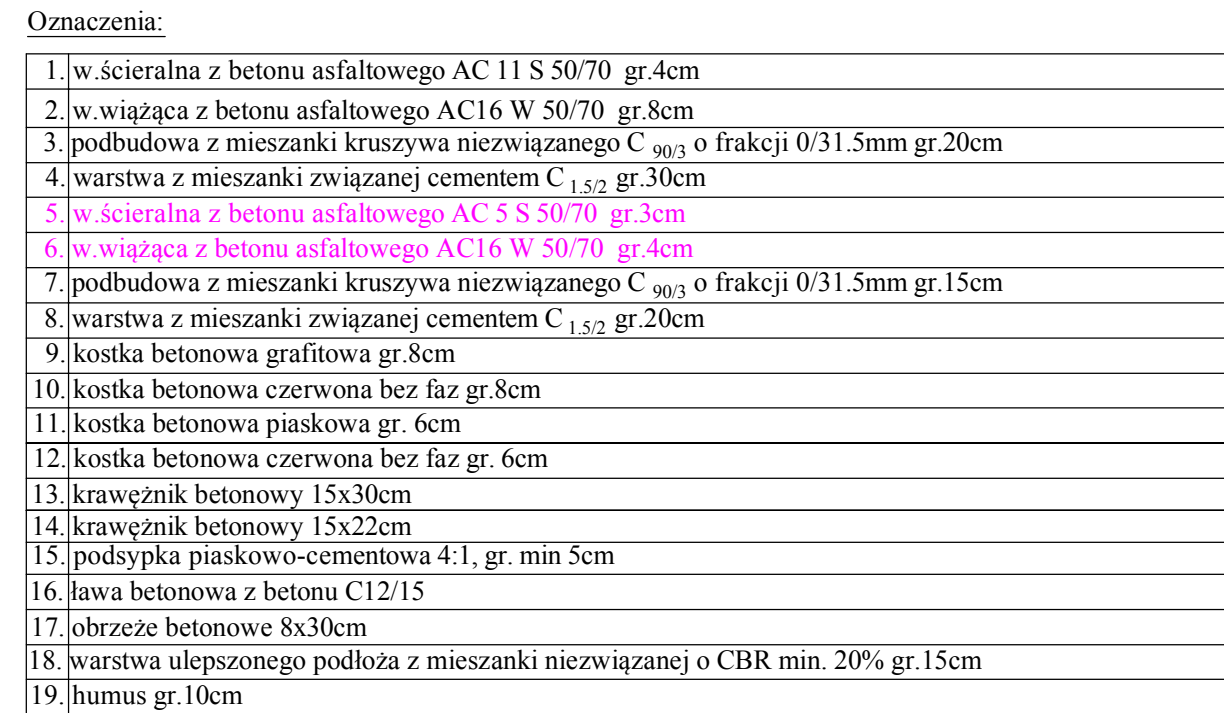 Oznaczenia:
1. w.ścieralna z betonu asfaltowego AC 11 S 50/70 gr.4cm
2. w.wiążąca z betonu asfaltowego AC16 W 50/70 gr.8cm
3. podbudowa z mieszanki kruszywa niezwiązanego C 90/3 o frakcji 0/31.5mm gr.20cm
4. warstwa z mieszanki związanej cementem C 1.5/2 gr.30cm
5. w.ścieralna z betonu asfaltowego AC 5 S 50/70 gr.3cm
6. w.wiążąca z betonu asfaltowego AC16 W 50/70 gr.4cm
7. podbudowa z mieszanki kruszywa niezwiązanego C 90/3 o frakcji 0/31.5mm gr.15cm
8. warstwa z mieszanki związanej cementem C 1.5/2 gr.20cm
9. kostka betonowa grafitowa gr.8cm
10. kostka betonowa czerwona bez faz gr.8cm
11. kostka betonowa piaskowa gr. 6cm
12. kostka betonowa czerwona bez faz gr. 6cm
13. krawężnik betonowy 15x30cm
14. krawężnik betonowy 15x22cm
15. podsypka piaskowo-cementowa 4:1, gr. min 5cm
16. ława betonowa z betonu C12/15
17. obrzeże betonowe 8x30cm
18. warstwa ulepszonego podłoża z mieszanki niezwiązanej o CBR min. 20% gr.15cm
19. humus gr.10cm